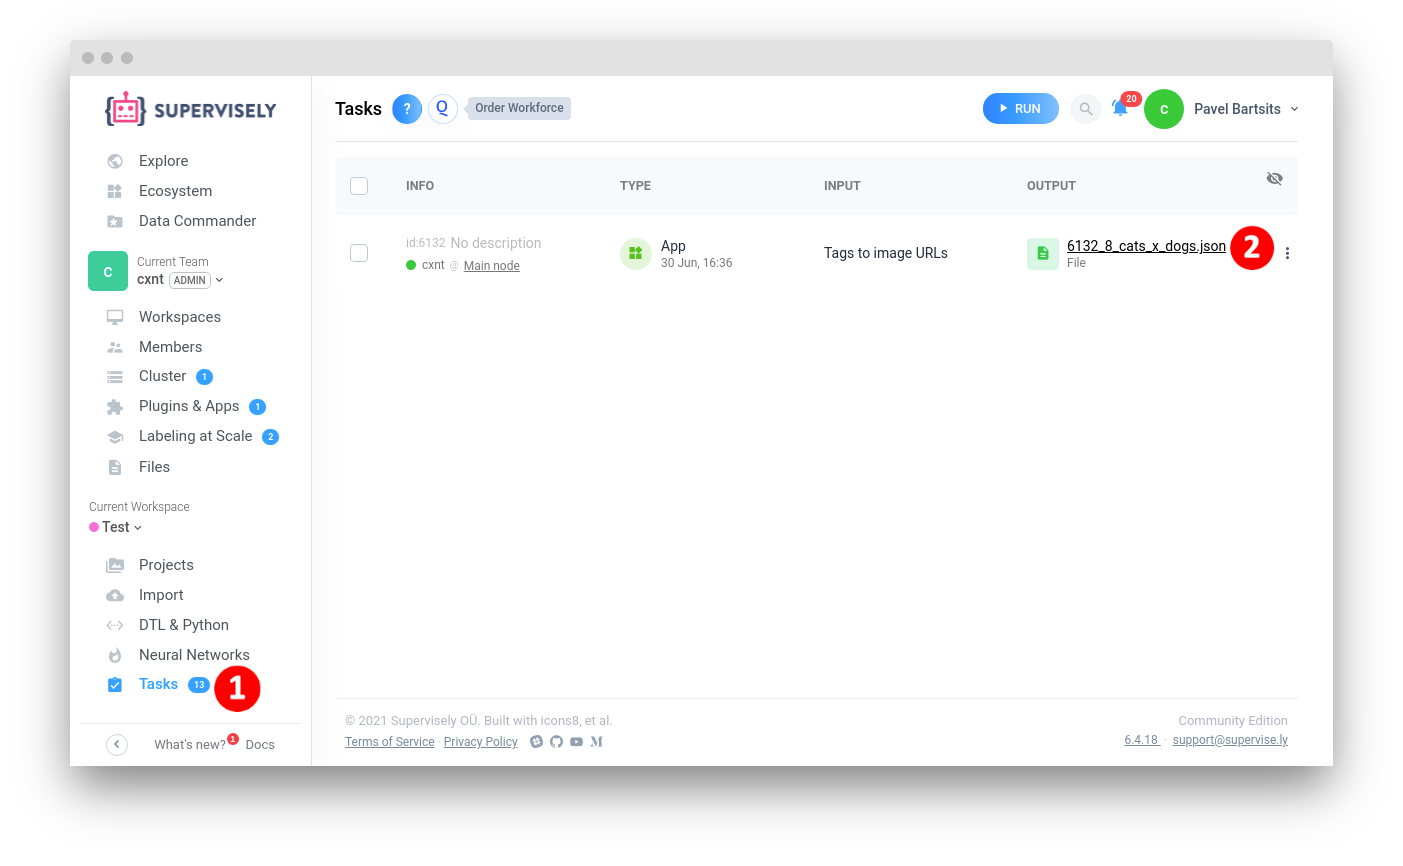 SUPERVISELY
Explore
Ecosystem
Data Commander
C
Current Team
cxnt ADMIN
Workspaces
Members
Cluster 1
Plugins & Apps 1
Labeling at Scale 2
Files
Current Workspace
Test
Projects
Import
DTL & Python
Neural Networks
Tasks 13 1
What's new? 1 Docs
Tasks ? Q Order Workforce
RUN 20 C Pavel Bartsits
INFO TYPE INPUT OUTPUT
id:6132 No description
cxnt @ Main node
App
30 Jun, 16:36
Tags to image URLs
6132_8_cats_x_dogs.json 2
File
© 2021 Supervisely OÜ. Built with icons8, et al.
Terms of Service · Privacy Policy
Community Edition
6.4.18 · support@supervise.ly